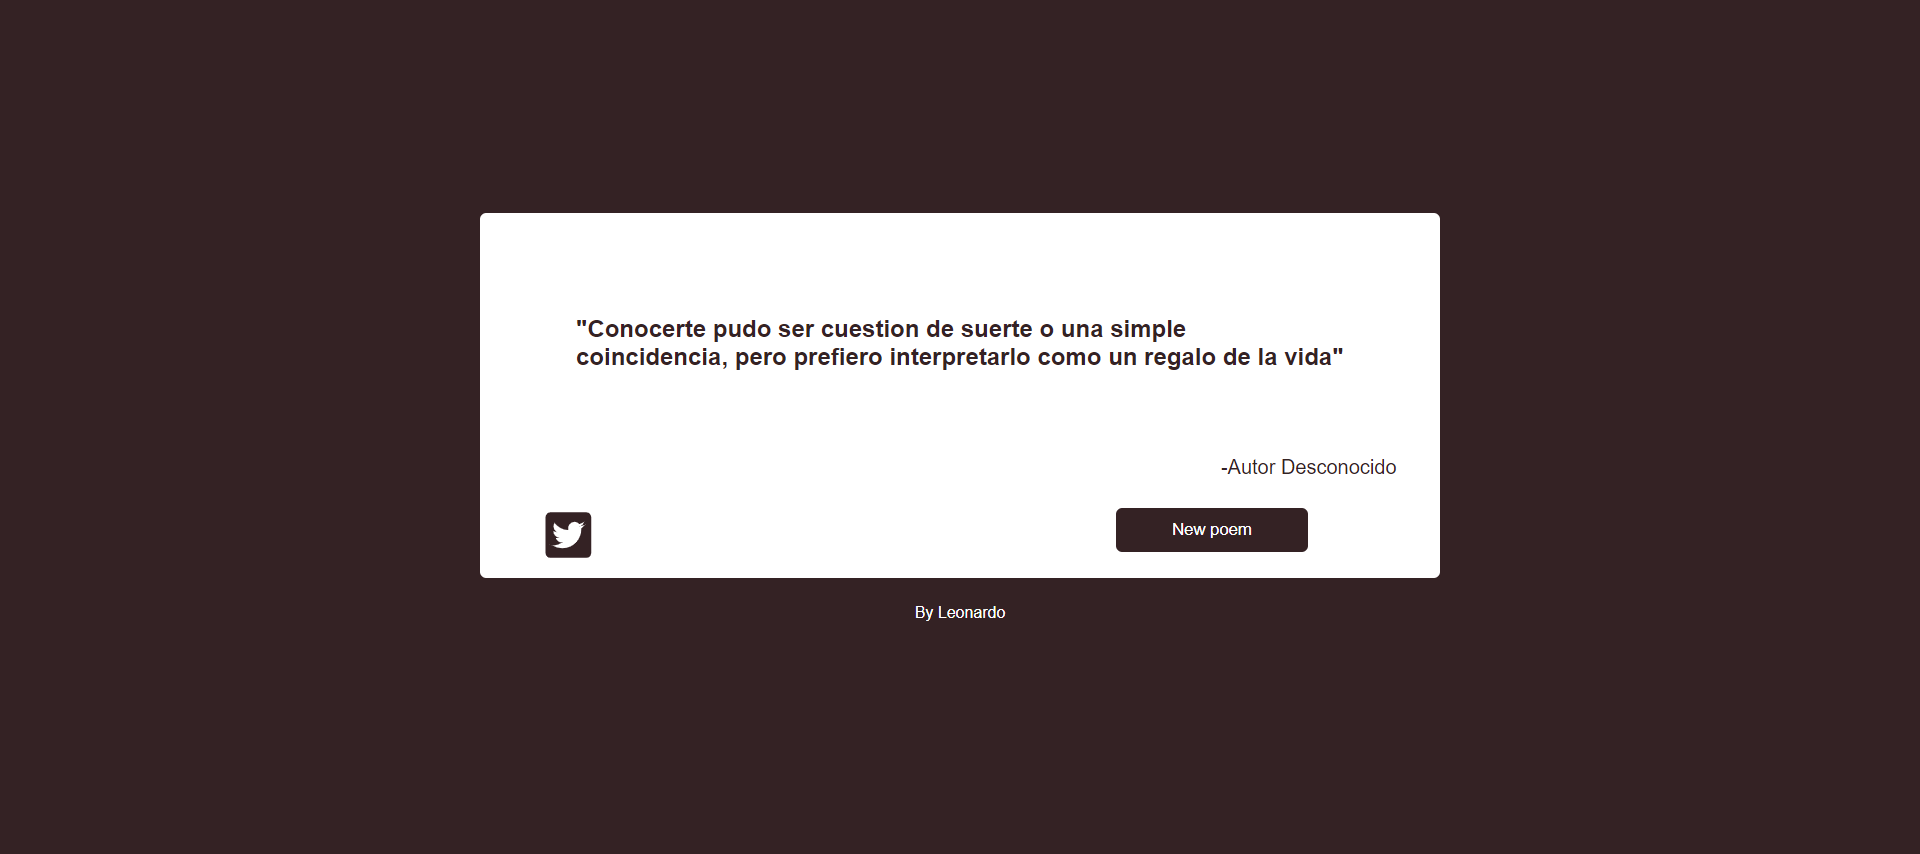 "Conocerte pudo ser cuestion de suerte o una simple
coincidencia, pero prefiero interpretarlo como un regalo de la vida"
-Autor Desconocido
New poem
By Leonardo